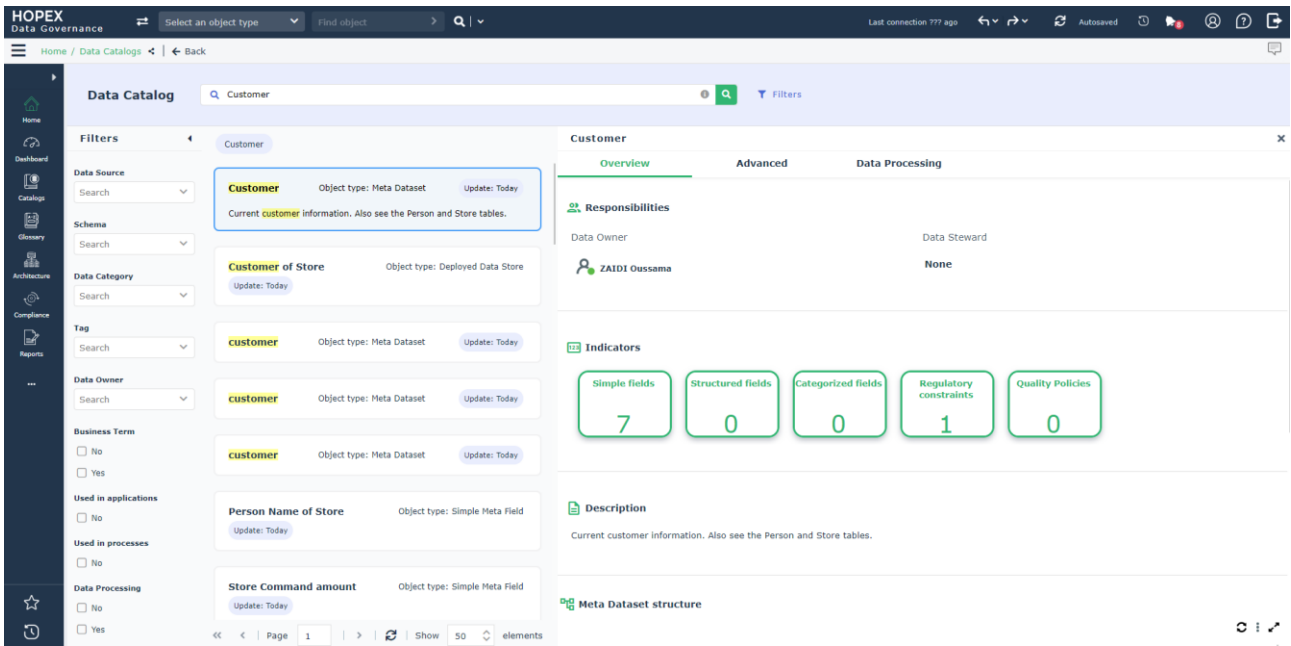 HOPEX
Data Governance
Select an object type
Find object
Last connection ??? ago
Autosaved
8
Home / Data Catalogs
Back
Home
Dashboard
Catalogs
Glossary
Architecture
Compliance
Reports
...
Data Catalog
Customer
Filters
Filters
Data Source
Search
Schema
Search
Data Category
Search
Tag
Search
Data Owner
Search
Business Term
No
Yes
Used in applications
No
Used in processes
No
Data Processing
No
Yes
Customer
Customer Object type: Meta Dataset Update: Today
Current customer information. Also see the Person and Store tables.
Customer of Store Object type: Deployed Data Store
Update: Today
customer Object type: Meta Dataset Update: Today
customer Object type: Meta Dataset Update: Today
customer Object type: Meta Dataset Update: Today
Person Name of Store Object type: Simple Meta Field
Update: Today
Store Command amount Object type: Simple Meta Field
Update: Today
Page 1 Show 50 elements
Customer
Overview Advanced Data Processing
Responsibilities
Data Owner Data Steward
ZAIDI Oussama None
123 Indicators
Simple fields
7
Structured fields
0
Categorized fields
0
Regulatory
constraints
1
Quality Policies
0
Description
Current customer information. Also see the Person and Store tables.
Meta Dataset structure